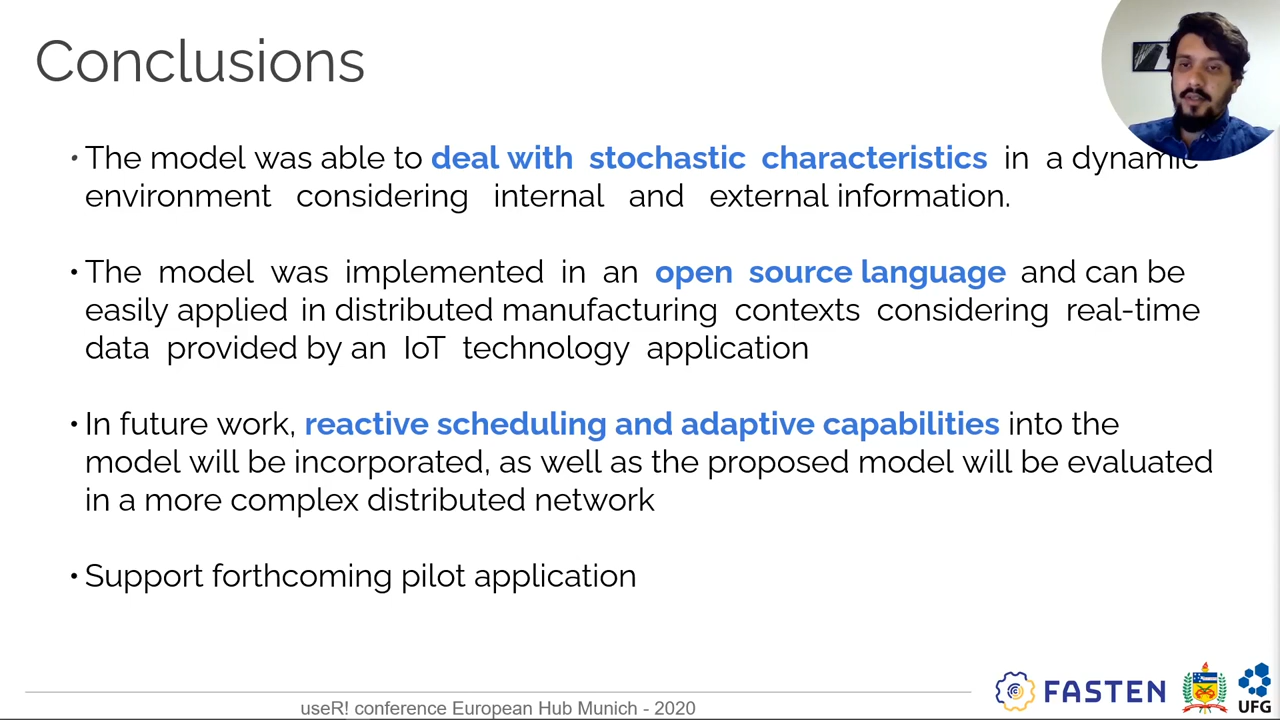 Conclusions
• The model was able to deal with stochastic characteristics in a dynamic
environment considering internal and external information.
• The model was implemented in an open source language and can be
easily applied in distributed manufacturing contexts considering real-time
data provided by an IoT technology application
• In future work, reactive scheduling and adaptive capabilities into the
model will be incorporated, as well as the proposed model will be evaluated
in a more complex distributed network
• Support forthcoming pilot application
useR! conference European Hub Munich - 2020
FASTEN
UFG